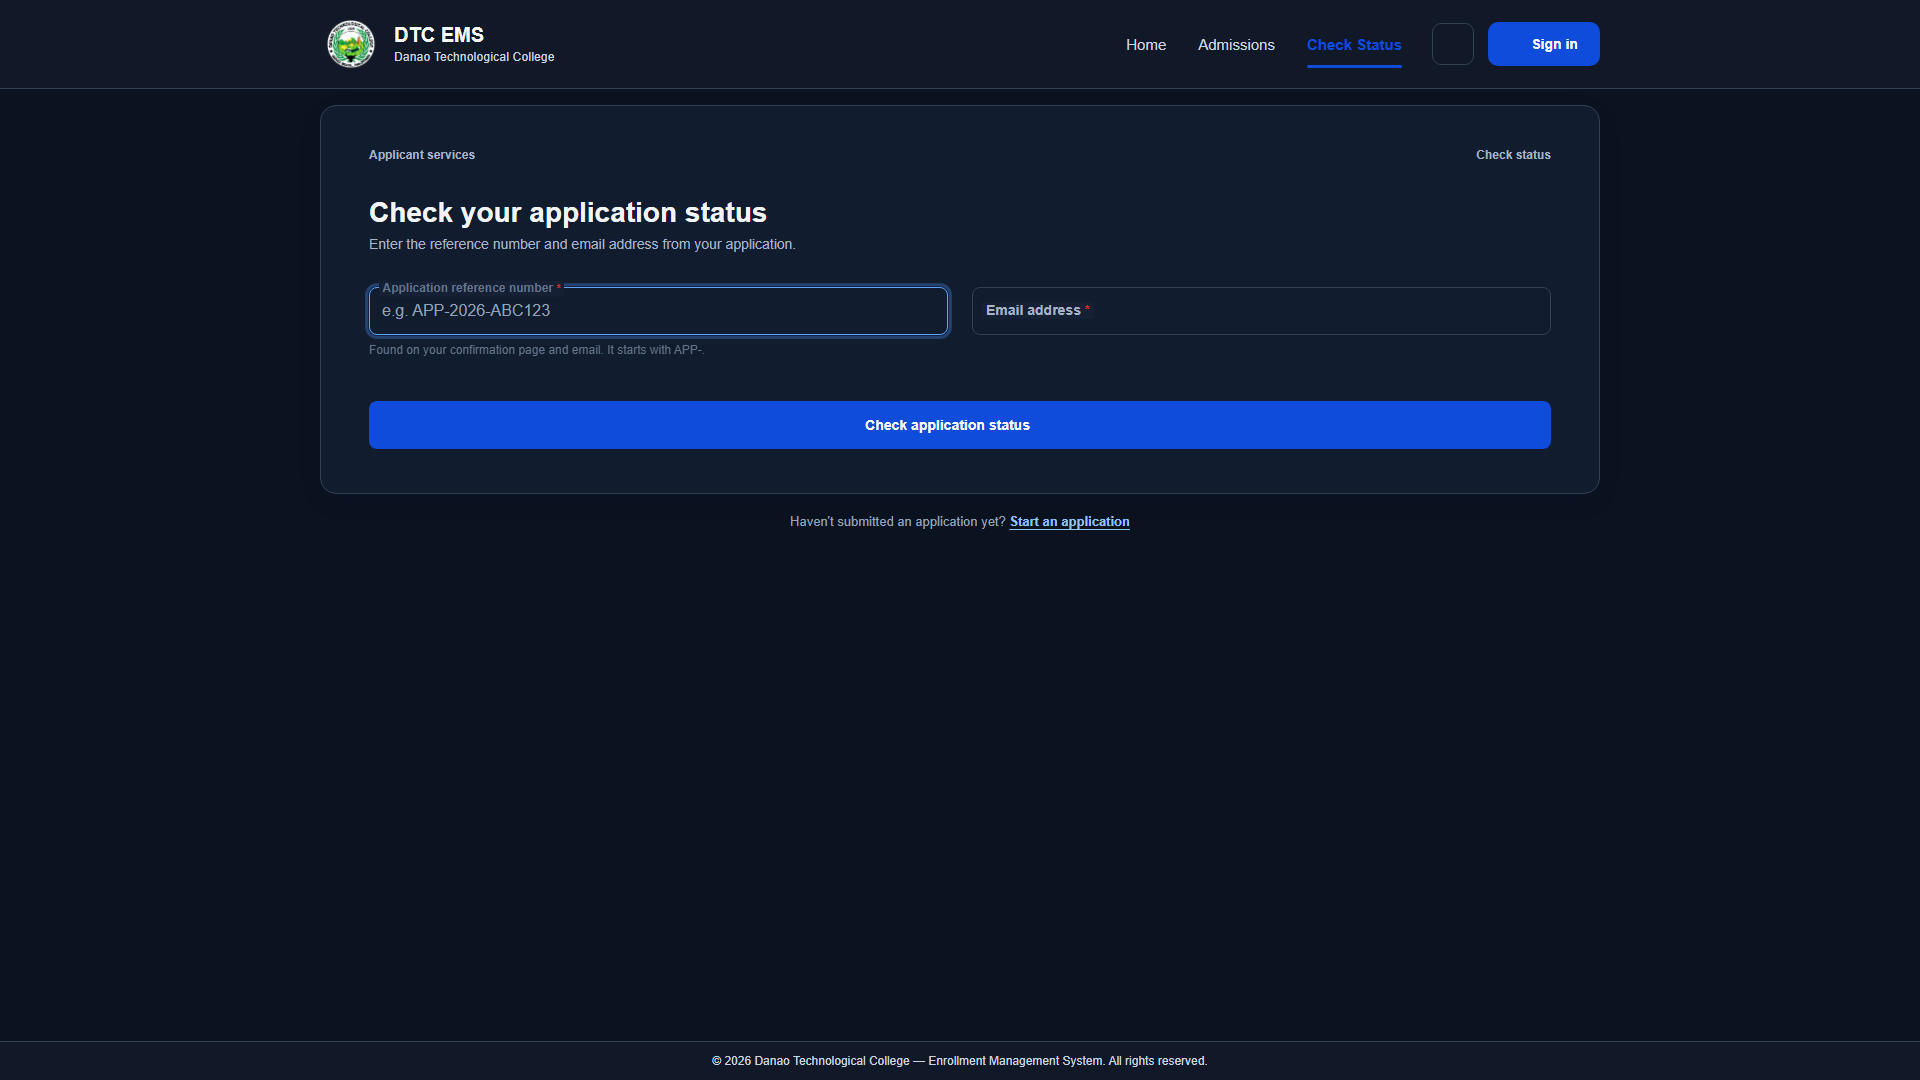 DTC EMS
Danao Technological College
Home
Admissions
Check Status
Sign in
Applicant services
Check status
Check your application status
Enter the reference number and email address from your application.
Application reference number *
e.g. APP-2026-ABC123
Email address *
Found on your confirmation page and email. It starts with APP-.
Check application status
Haven't submitted an application yet? Start an application
© 2026 Danao Technological College — Enrollment Management System. All rights reserved.